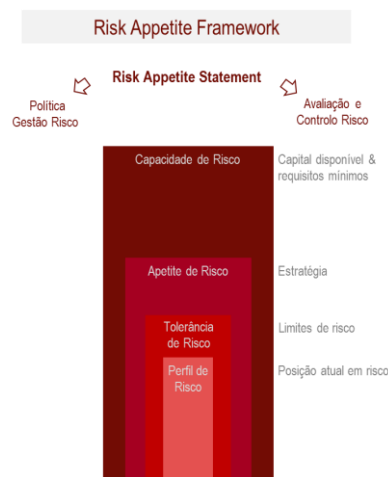 Risk Appetite Framework
Risk Appetite Statement
Política
Gestão Risco
Avaliação e
Controlo Risco
Capacidade de Risco
Capital disponível &
requisitos mínimos
Apetite de Risco
Estratégia
Tolerância
de Risco
Limites de risco
Perfil de
Risco
Posição atual em risco